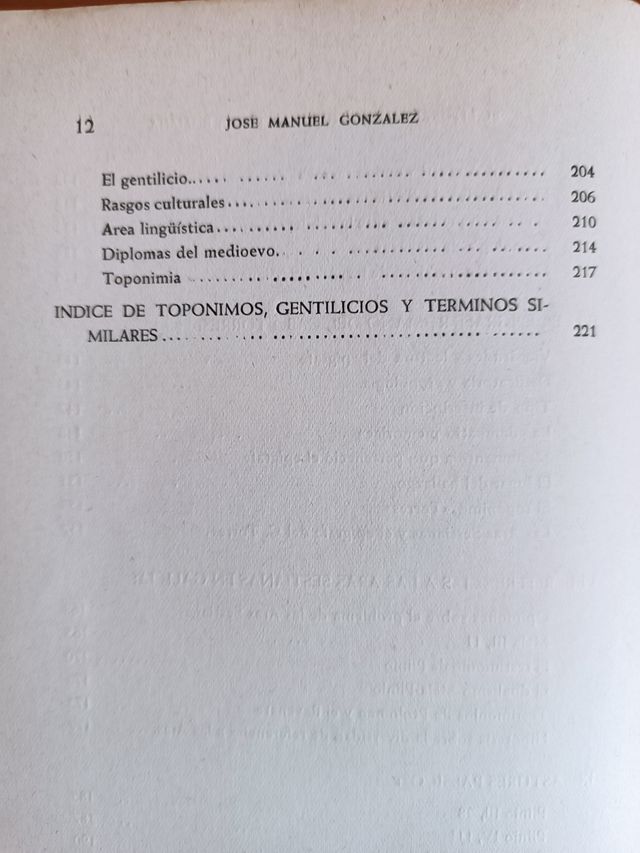 12 JOSE MANUEL GONZALEZ
El gentilicio 204
Rasgos culturales 206
Area lingüística 210
Diplomas del medioevo 214
Toponimia 217
INDICE DE TOPONIMOS, GENTILICIOS Y TERMINOS SI-
MILARES 221